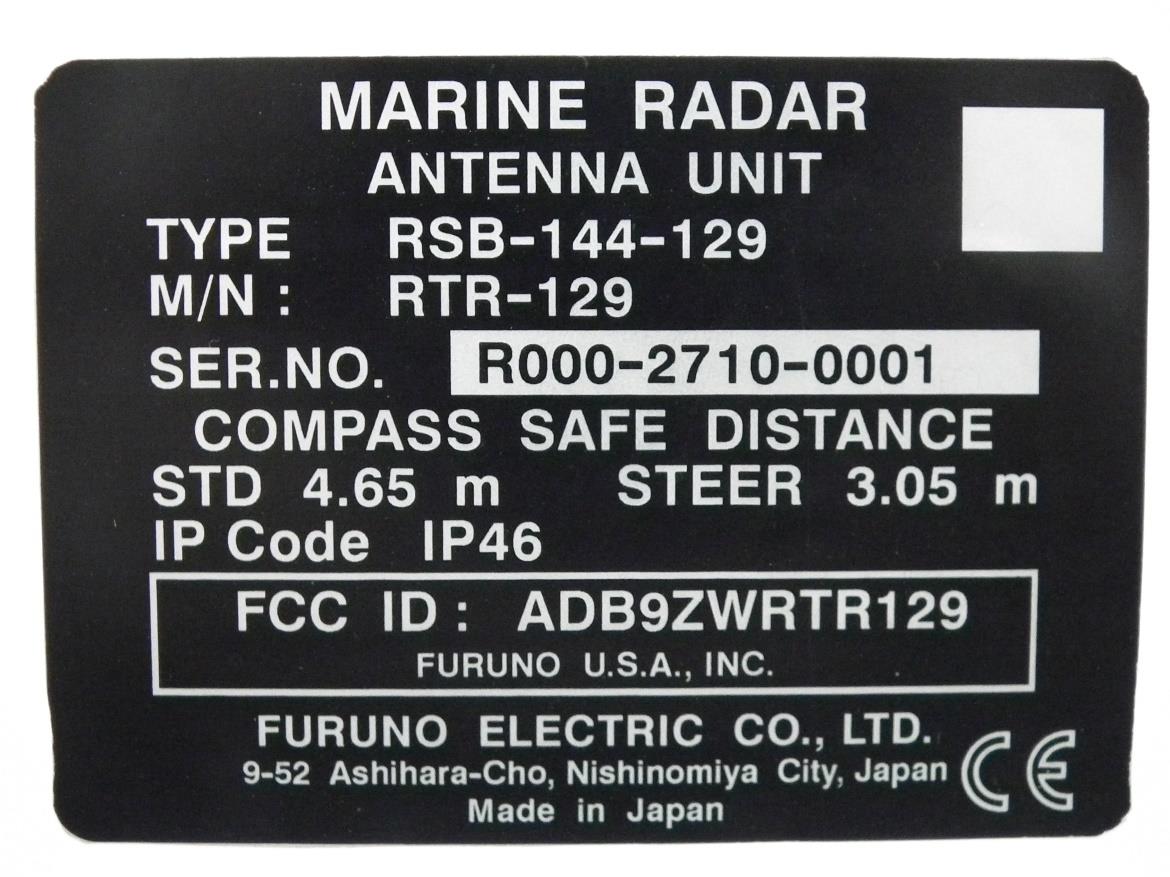 MARINE RADAR
ANTENNA UNIT
TYPE RSB-144-129
M/N : RTR-129
SER.NO. R000-2710-0001
COMPASS SAFE DISTANCE
STD 4.65 m STEER 3.05 m
IP Code IP46
FCC ID : ADB9ZWRTR129
FURUNO U.S.A., INC.
FURUNO ELECTRIC CO., LTD.
9-52 Ashihara-Cho, Nishinomiya City, Japan CE
Made in Japan